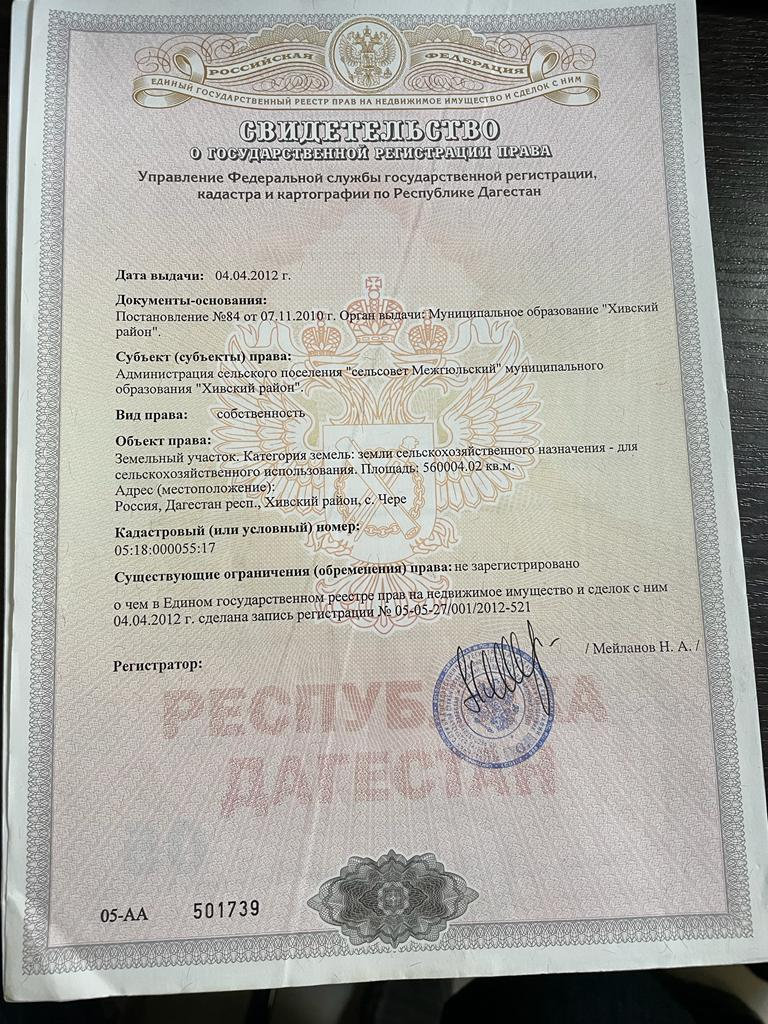 РОССИЙСКАЯ ФЕДЕРАЦИЯ
ЕДИНЫЙ ГОСУДАРСТВЕННЫЙ РЕЕСТР ПРАВ НА НЕДВИЖИМОЕ ИМУЩЕСТВО И СДЕЛОК С НИМ
СВИДЕТЕЛЬСТВО
О ГОСУДАРСТВЕННОЙ РЕГИСТРАЦИИ ПРАВА
Управление Федеральной службы государственной регистрации,
кадастра и картографии по Республике Дагестан
Дата выдачи: 04.04.2012 г.
Документы-основания:
Постановление №84 от 07.11.2010 г. Орган выдачи: Муниципальное образование "Хивский
район".
Субъект (субъекты) права:
Администрация сельского поселения "сельсовет Межгюльский" муниципального
образования "Хивский район".
Вид права: собственность
Объект права:
Земельный участок. Категория земель: земли сельскохозяйственного назначения - для
сельскохозяйственного использования. Площадь: 560004.02 кв.м.
Адрес (местоположение):
Россия, Дагестан респ., Хивский район, с. Чере
Кадастровый (или условный) номер:
05:18:000055:17
Существующие ограничения (обременения) права: не зарегистрировано
о чем в Едином государственном реестре прав на недвижимое имущество и сделок с ним
04.04.2012 г. сделана запись регистрации № 05-05-27/001/2012-521
Регистратор: / Мейланов Н. А. /
РЕСПУБЛИКА
ДАГЕСТАН
05-АА 501739